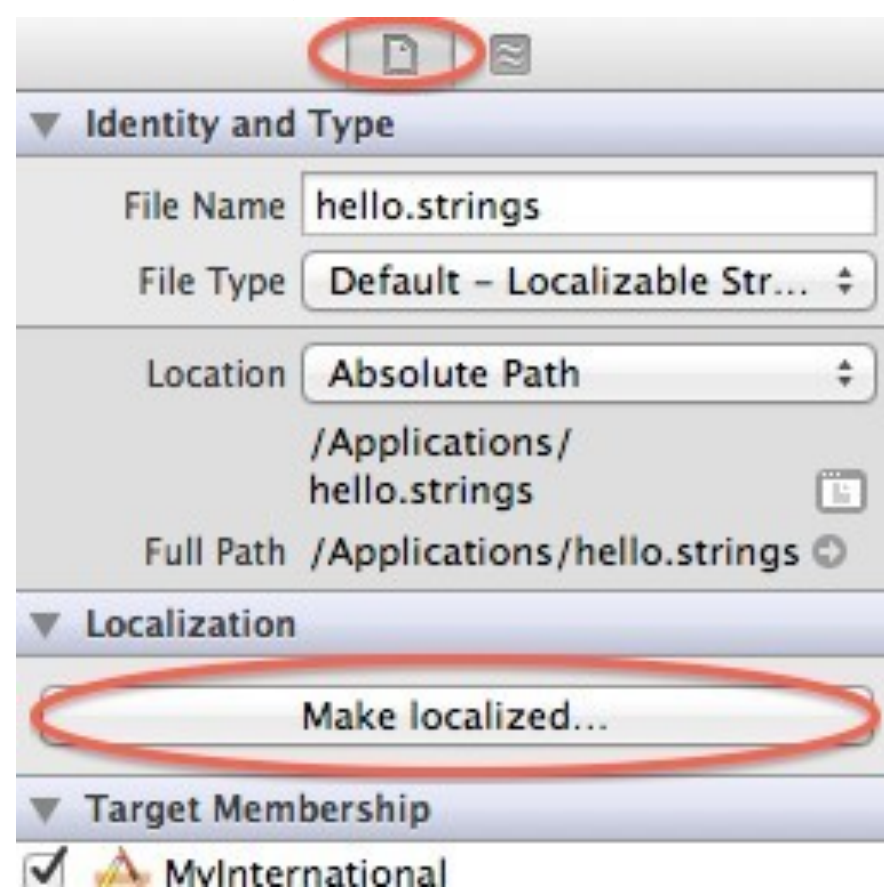 Identity and Type
File Name hello.strings
File Type Default – Localizable Str...
Location Absolute Path
/Applications/
hello.strings
Full Path /Applications/hello.strings
Localization
Make localized...
Target Membership
MyInternational